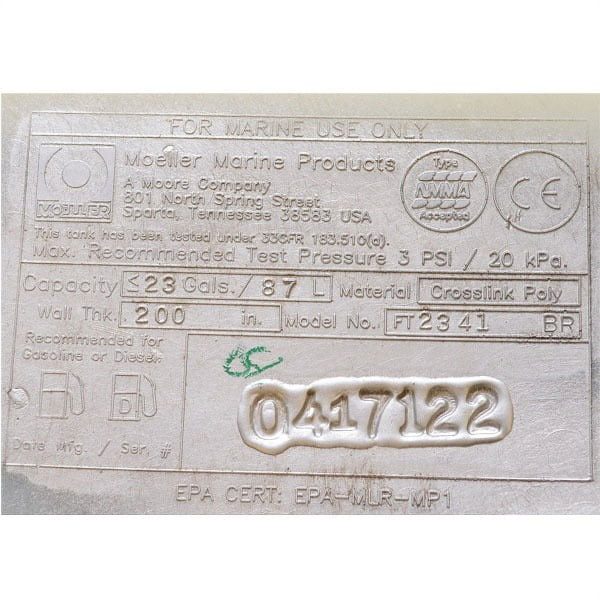 FOR MARINE USE ONLY
MOELLER
Moeller Marine Products
A Moore Company
801 North Spring Street
Sparta, Tennessee 38583 USA
Type
NMMA
Accepted
CE
This tank has been tested under 33CFR 183.510(d).
Max. Recommended Test Pressure 3 PSI / 20 kPa.
Capacity ≤23 Gals. / 87 L Material Crosslink Poly
Wall Thk. .200 in. Model No. FT2341 BR
Recommended for
Gasoline or Diesel
D
0417122
Date Mfg. / Ser. #
EPA CERT: EPA-MLR-MP1